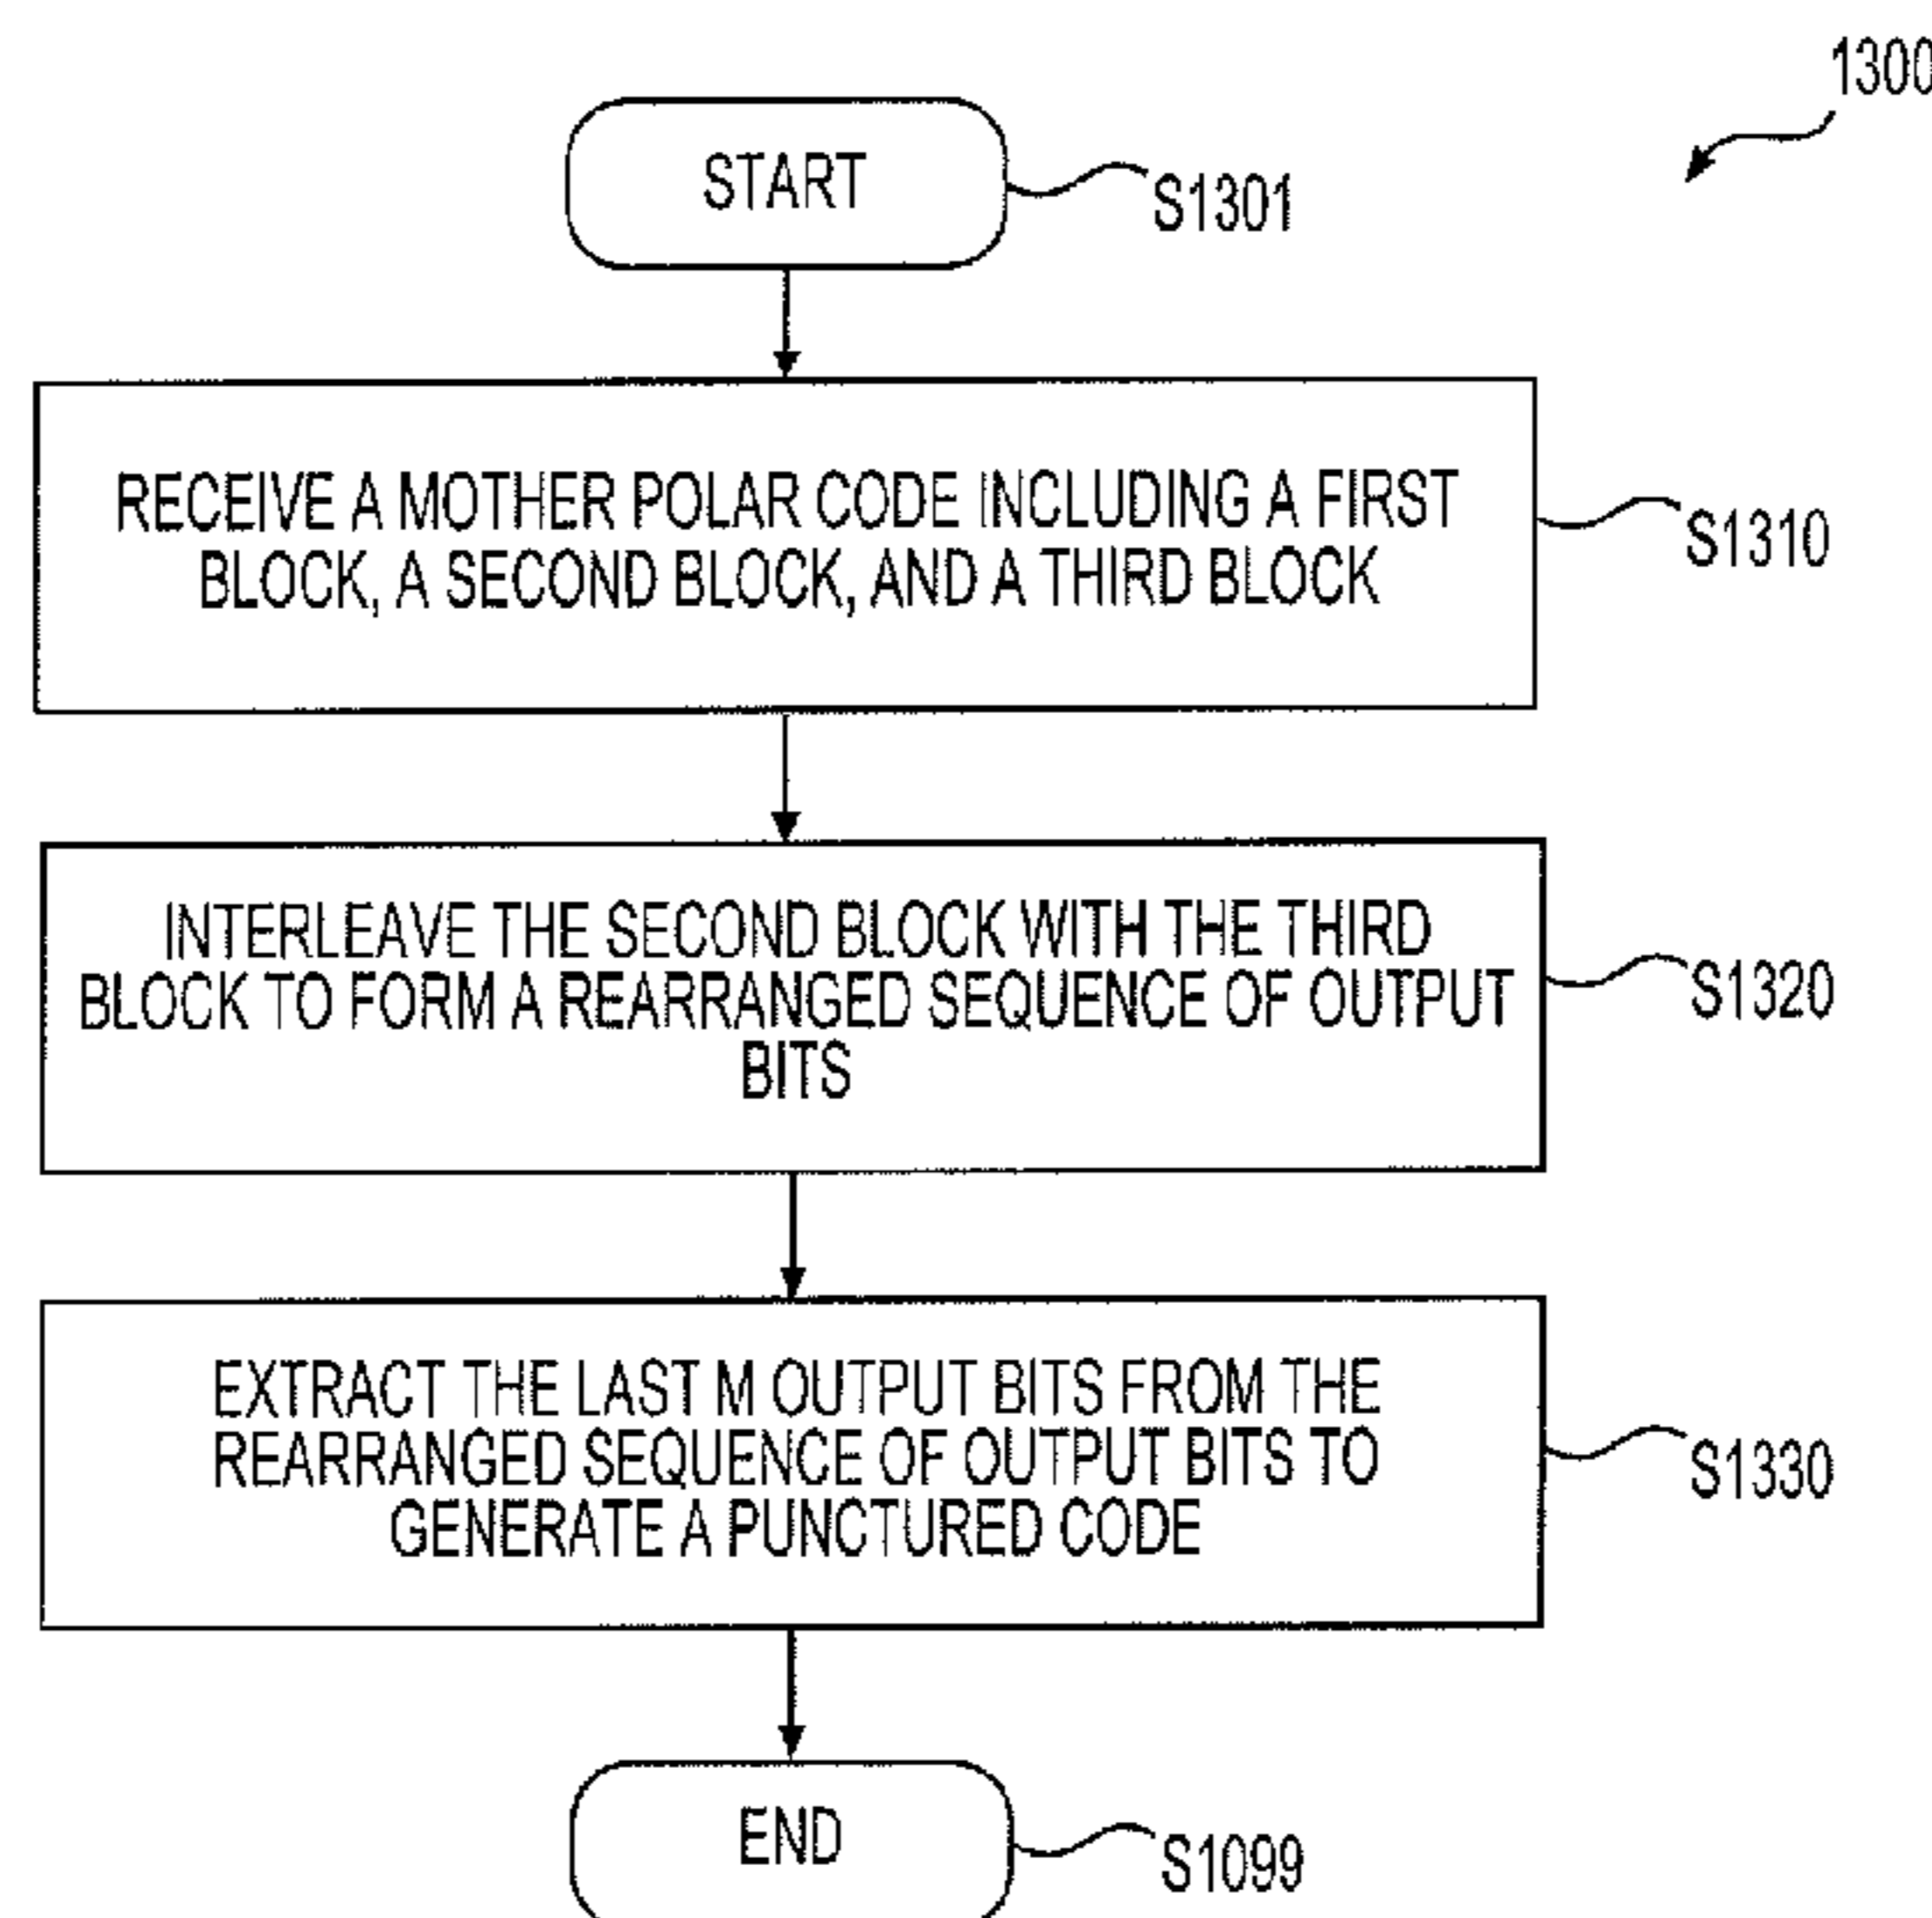 1300
START
S1301
RECEIVE A MOTHER POLAR CODE INCLUDING A FIRST
BLOCK, A SECOND BLOCK, AND A THIRD BLOCK
S1310
INTERLEAVE THE SECOND BLOCK WITH THE THIRD
BLOCK TO FORM A REARRANGED SEQUENCE OF OUTPUT
BITS
S1320
EXTRACT THE LAST M OUTPUT BITS FROM THE
REARRANGED SEQUENCE OF OUTPUT BITS TO
GENERATE A PUNCTURED CODE
S1330
END
S1099